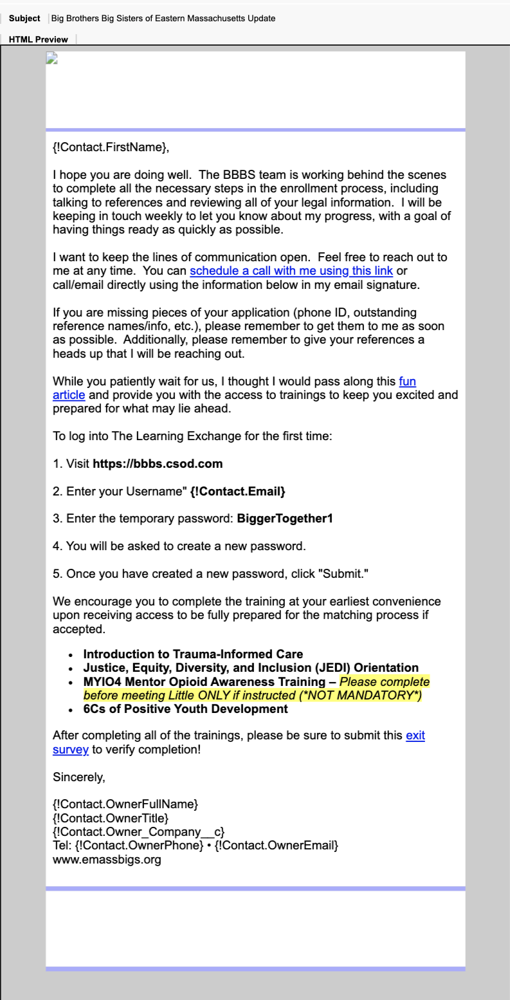 Subject Big Brothers Big Sisters of Eastern Massachusetts Update
HTML Preview
{!Contact.FirstName},
I hope you are doing well.  The BBBS team is working behind the scenes
to complete all the necessary steps in the enrollment process, including
talking to references and reviewing all of your legal information.  I will be
keeping in touch weekly to let you know about my progress, with a goal of
having things ready as quickly as possible.
I want to keep the lines of communication open.  Feel free to reach out to
me at any time.  You can schedule a call with me using this link or
call/email directly using the information below in my email signature.
If you are missing pieces of your application (phone ID, outstanding
reference names/info, etc.), please remember to get them to me as soon
as possible.  Additionally, please remember to give your references a
heads up that I will be reaching out.
While you patiently wait for us, I thought I would pass along this fun
article and provide you with the access to trainings to keep you excited and
prepared for what may lie ahead.
To log into The Learning Exchange for the first time:
1. Visit https://bbbs.csod.com
2. Enter your Username" {!Contact.Email}
3. Enter the temporary password: BiggerTogether1
4. You will be asked to create a new password.
5. Once you have created a new password, click "Submit."
We encourage you to complete the training at your earliest convenience
upon receiving access to be fully prepared for the matching process if
accepted.
• Introduction to Trauma-Informed Care
• Justice, Equity, Diversity, and Inclusion (JEDI) Orientation
• MYIO4 Mentor Opioid Awareness Training – Please complete
before meeting Little ONLY if instructed (*NOT MANDATORY*)
• 6Cs of Positive Youth Development
After completing all of the trainings, please be sure to submit this exit
survey to verify completion!
Sincerely,
{!Contact.OwnerFullName}
{!Contact.OwnerTitle}
{!Contact.Owner_Company__c}
Tel: {!Contact.OwnerPhone} • {!Contact.OwnerEmail}
www.emassbigs.org